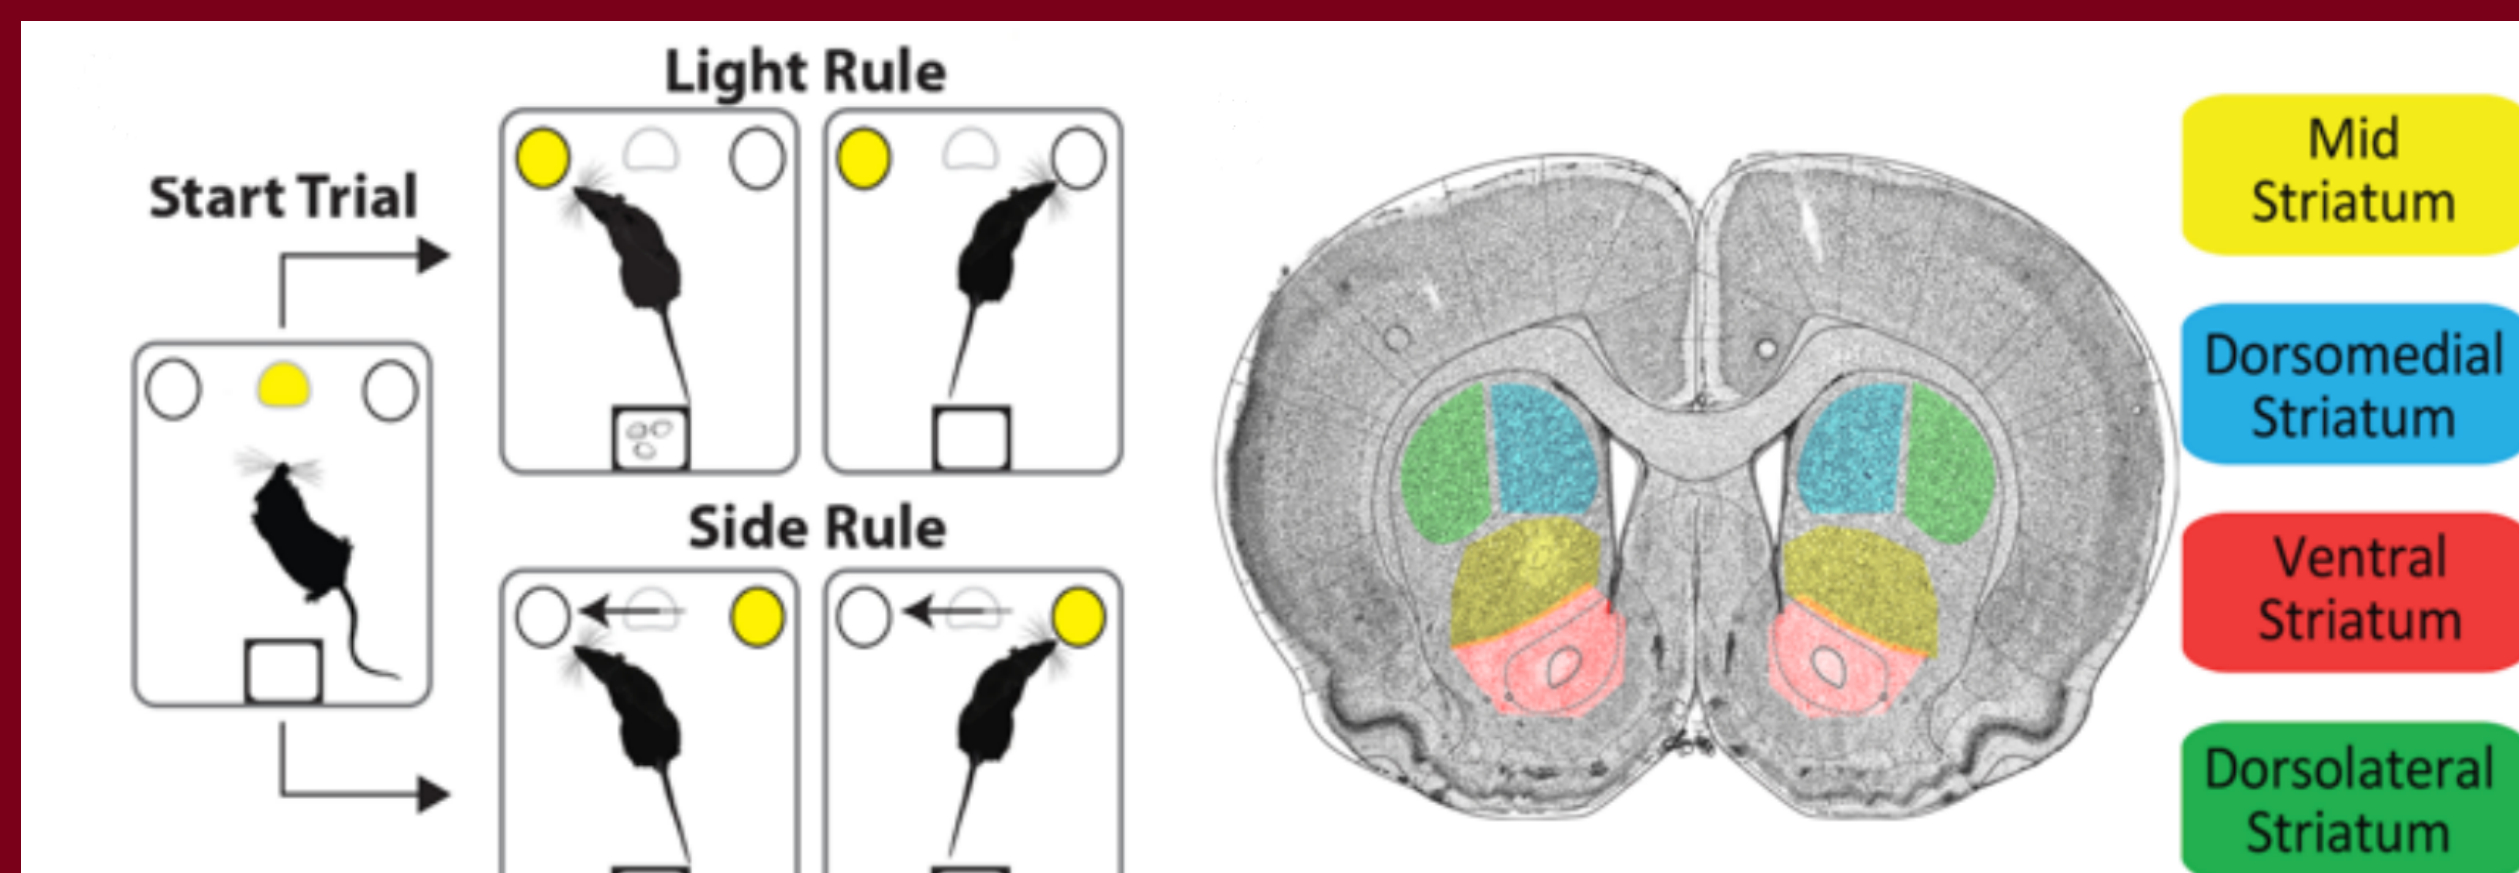 Light Rule
Start Trial
Side Rule
Mid
Striatum
Dorsomedial
Striatum
Ventral
Striatum
Dorsolateral
Striatum